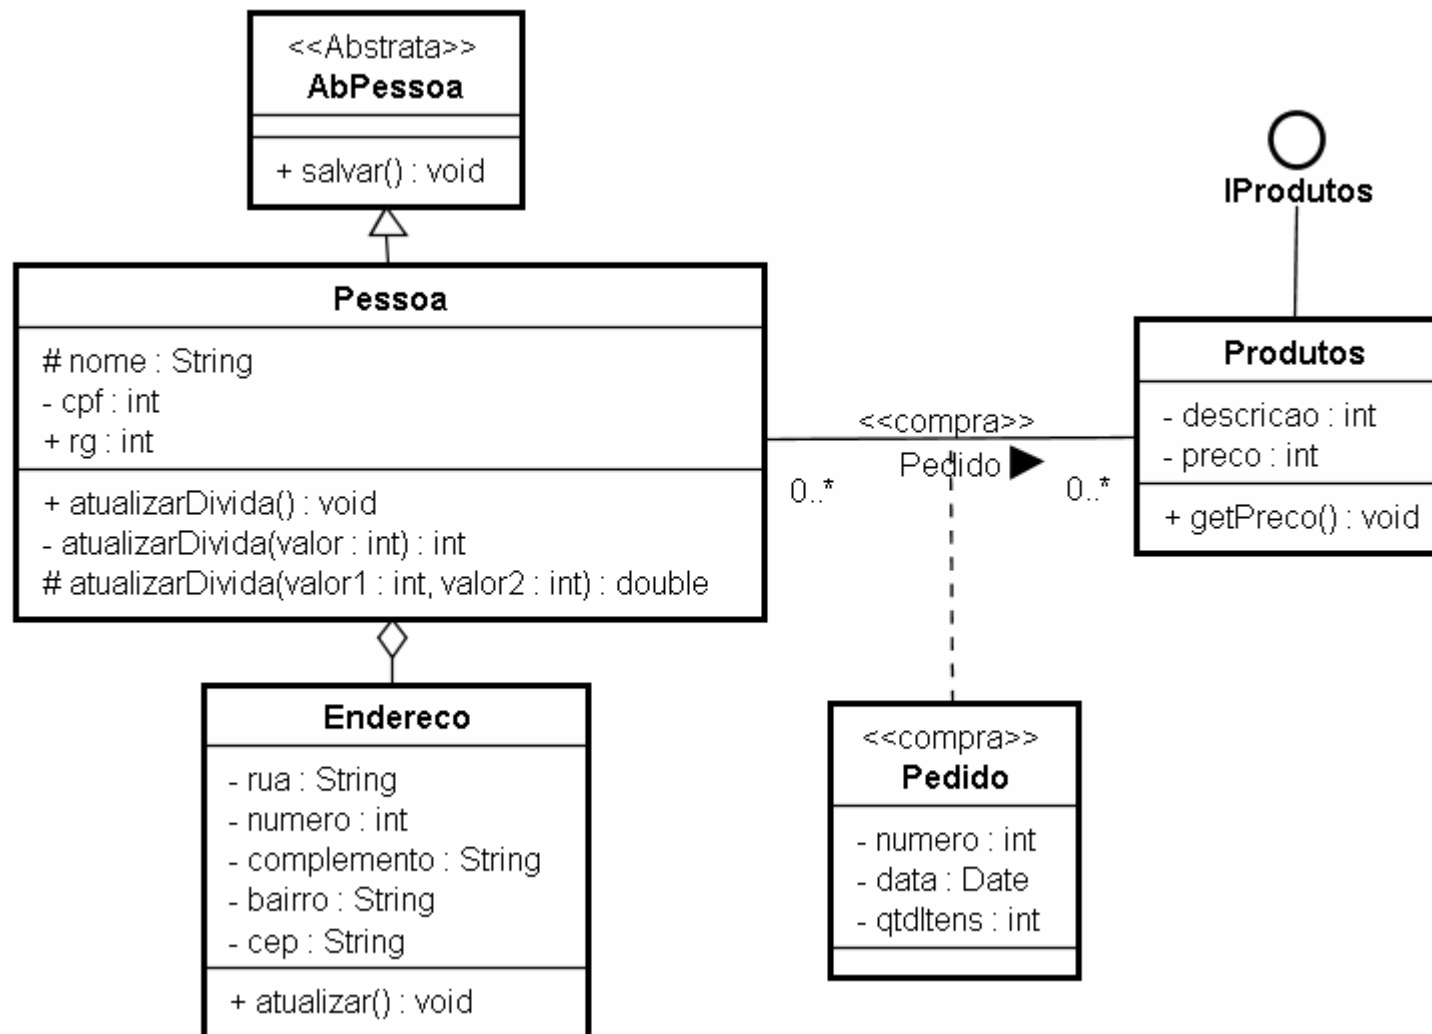 <<Abstrata>>
AbPessoa
+ salvar() : void
IProdutos
Pessoa
# nome : String
- cpf : int
+ rg : int
+ atualizarDivida() : void
- atualizarDivida(valor : int) : int
# atualizarDivida(valor1 : int, valor2 : int) : double
<<compra>>
Pedido
0..*
0..*
Produtos
- descricao : int
- preco : int
+ getPreco() : void
Endereco
- rua : String
- numero : int
- complemento : String
- bairro : String
- cep : String
+ atualizar() : void
<<compra>>
Pedido
- numero : int
- data : Date
- qtdItens : int